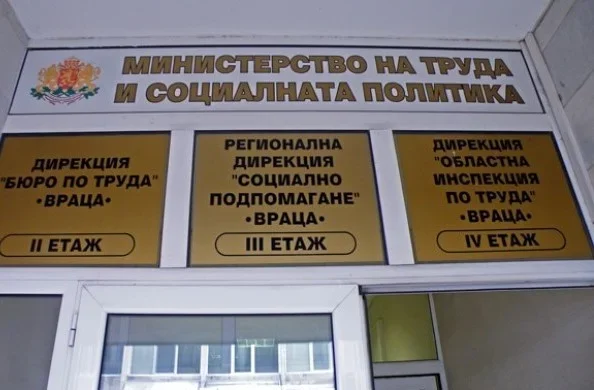 МИНИСТЕРСТВО НА ТРУДА
И СОЦИАЛНАТА ПОЛИТИКА
ДИРЕКЦИЯ
"БЮРО ПО ТРУДА"
•ВРАЦА•
II ЕТАЖ
РЕГИОНАЛНА
ДИРЕКЦИЯ
"СОЦИАЛНО
ПОДПОМАГАНЕ"
•ВРАЦА•
III ЕТАЖ
ДИРЕКЦИЯ
"ОБЛАСТНА
ИНСПЕКЦИЯ
ПО ТРУДА"
•ВРАЦА•
IV ЕТАЖ